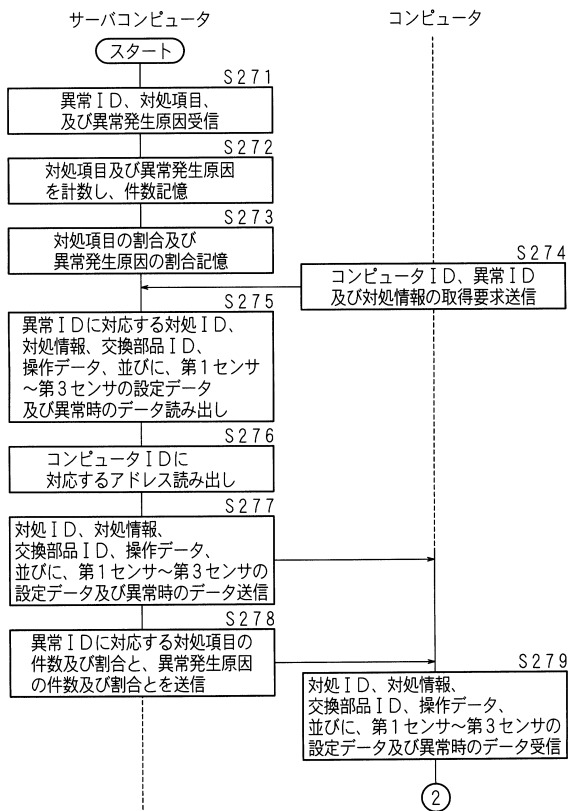 サーバコンピュータ
コンピュータ
スタート
S271
異常ID、対処項目、
及び異常発生原因受信
S272
対処項目及び異常発生原因
を計数し、件数記憶
S273
対処項目の割合及び
異常発生原因の割合記憶
S274
コンピュータID、異常ID
及び対処情報の取得要求送信
S275
異常IDに対応する対処ID、
対処情報、交換部品ID、
操作データ、並びに、第1センサ
~第3センサの設定データ
及び異常時のデータ読み出し
S276
コンピュータIDに
対応するアドレス読み出し
S277
対処ID、対処情報、
交換部品ID、操作データ、
並びに、第1センサ~第3センサの
設定データ及び異常時のデータ送信
S278
異常IDに対応する対処項目の
件数及び割合と、異常発生原因
の件数及び割合とを送信
S279
対処ID、対処情報、
交換部品ID、操作データ、
並びに、第1センサ~第3センサの
設定データ及び異常時のデータ受信
2